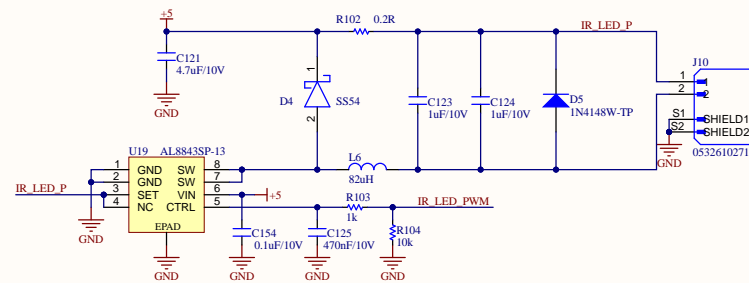 +5
R102 0.2R
IR_LED_P
C121
4.7uF/10V
GND
D4
1
2
SS54
C123
1uF/10V
C124
1uF/10V
D5
1N4148W-TP
J10
1
2
1
2
S1
S2
SHIELD1
SHIELD2
GND
0532610271
U19 AL8843SP-13
1 GND SW 8
2 GND SW 7
3 SET VIN 6
4 NC CTRL 5
EPAD
L6
82uH
IR_LED_P
+5
R103
1k
IR_LED_PWM
GND
C154
0.1uF/10V
C125
470nF/10V
R104
10k
GND
GND
GND
GND